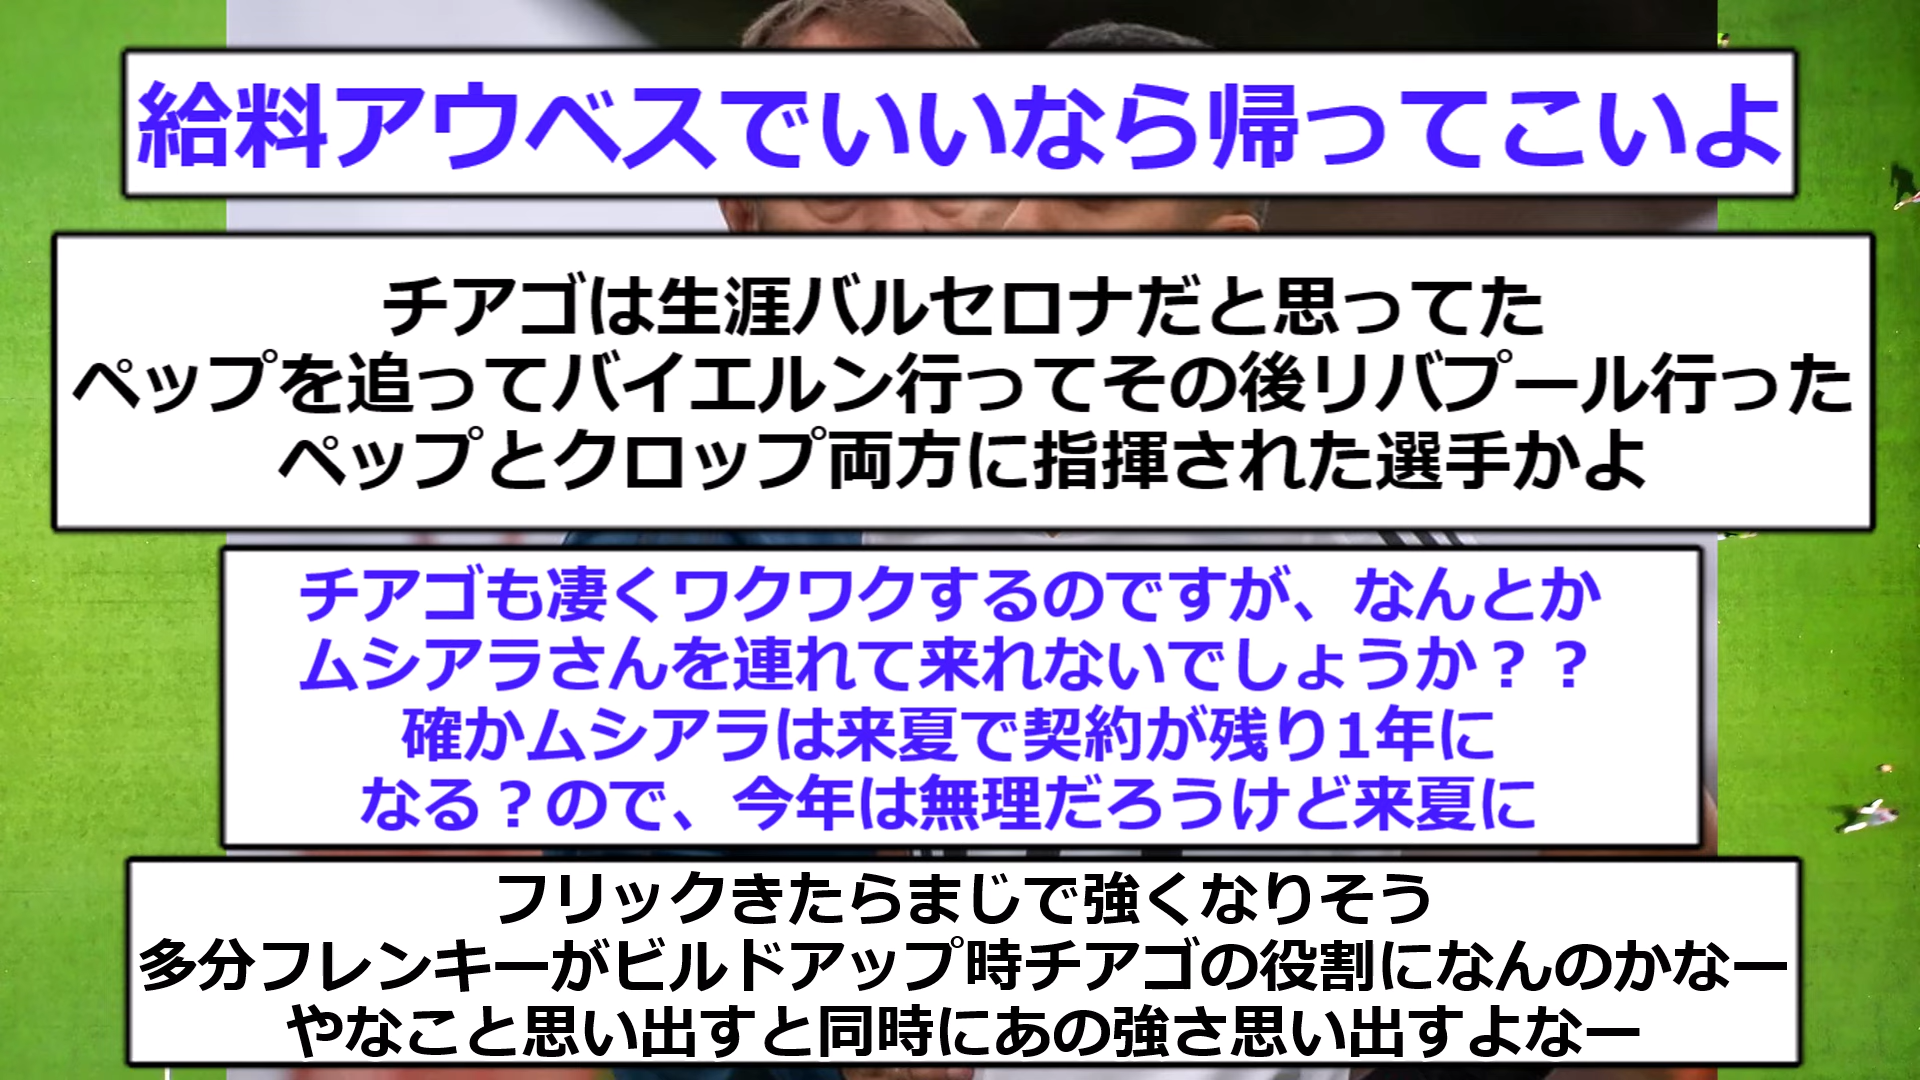 給料アウベスでいいなら帰ってこいよ
チアゴは生涯バルセロナだと思ってた
ペップを追ってバイエルン行ってその後リバプール行った
ペップとクロップ両方に指揮された選手かよ
チアゴも凄くワクワクするのですが、なんとか
ムシアラさんを連れて来れないでしょうか？？
確かムシアラは来夏で契約が残り1年に
なる？ので、今年は無理だろうけど来夏に
フリックきたらまじで強くなりそう
多分フレンキーがビルドアップ時チアゴの役割になんのかなー
やなこと思い出すと同時にあの強さ思い出すよなー